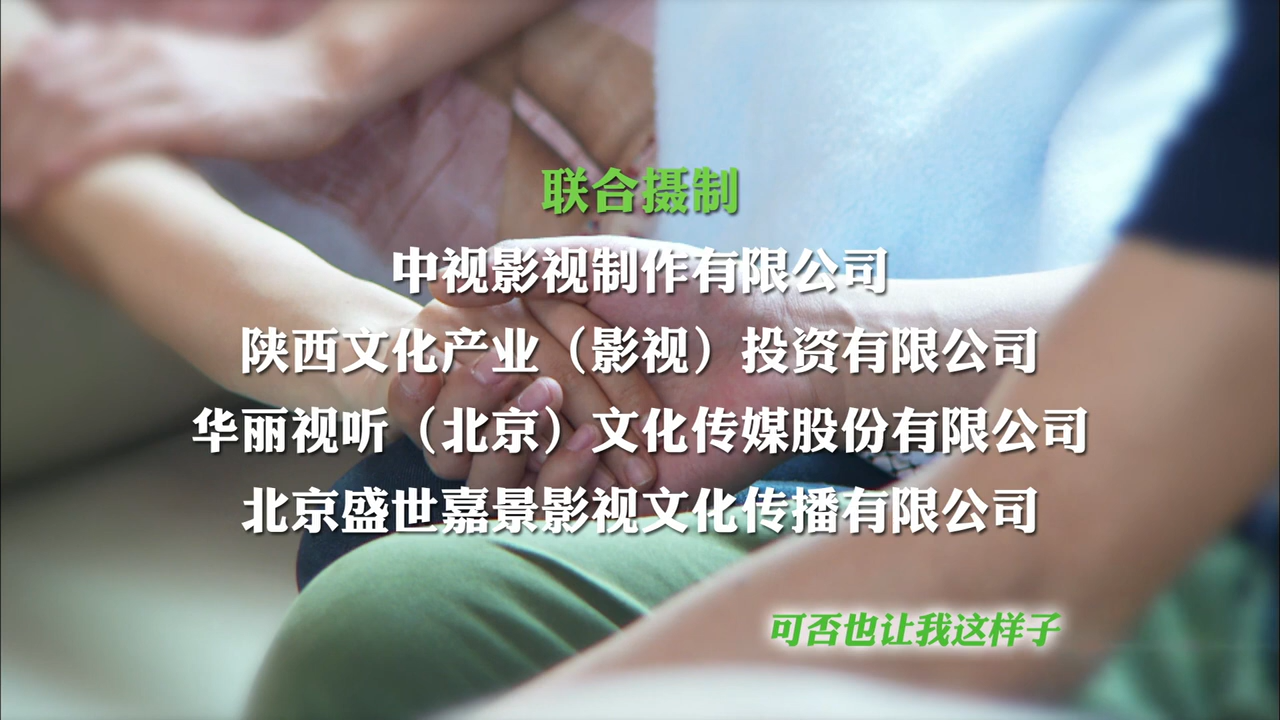 联合摄制
中视影视制作有限公司
陕西文化产业（影视）投资有限公司
华丽视听（北京）文化传媒股份有限公司
北京盛世嘉景影视文化传播有限公司
可否也让我这样子